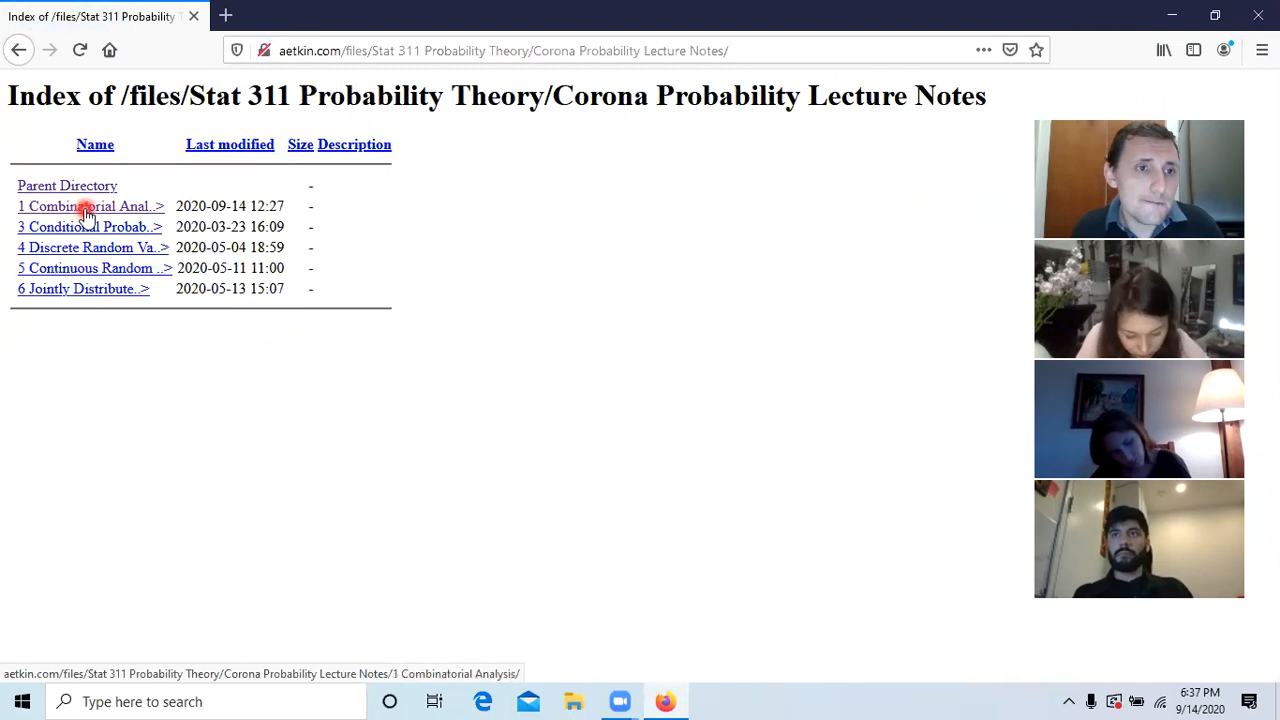 Index of /files/Stat 311 Probability T
aetkin.com/files/Stat 311 Probability Theory/Corona Probability Lecture Notes/
Index of /files/Stat 311 Probability Theory/Corona Probability Lecture Notes
Name Last modified Size Description
Parent Directory -
1 Combinatorial Anal..> 2020-09-14 12:27 -
3 Conditional Probab..> 2020-03-23 16:09 -
4 Discrete Random Va..> 2020-05-04 18:59 -
5 Continuous Random ..> 2020-05-11 11:00 -
6 Jointly Distribute..> 2020-05-13 15:07 -
aetkin.com/files/Stat 311 Probability Theory/Corona Probability Lecture Notes/1 Combinatorial Analysis/
Type here to search
6:37 PM
9/14/2020